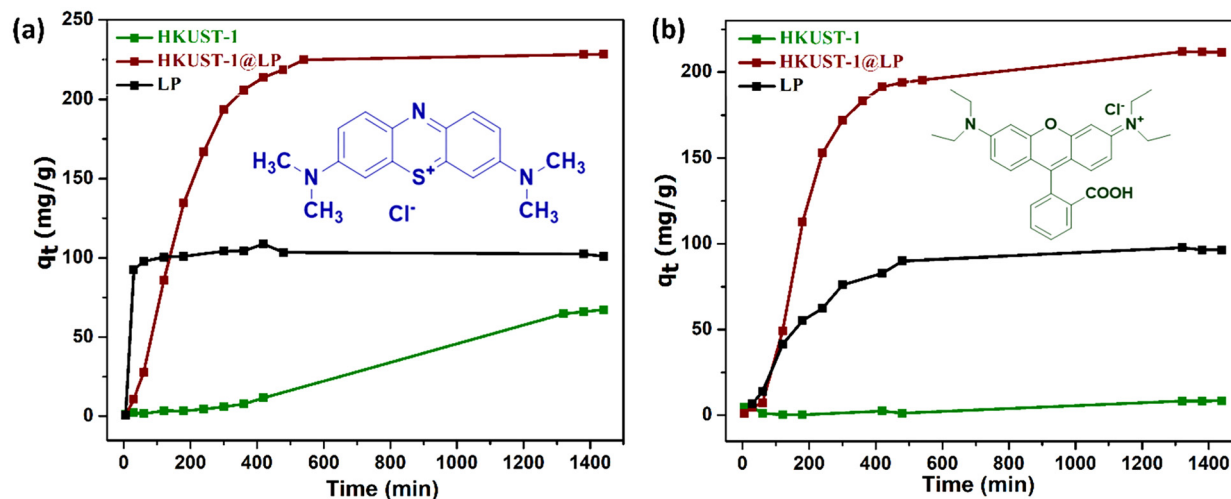 (a)
250
200
150
100
50
0
qt (mg/g)
HKUST-1
HKUST-1@LP
LP
N
H3C
N
S+
N
CH3
CH3
Cl-
CH3
0 200 400 600 800 1000 1200 1400
Time (min)
(b)
200
150
100
50
0
qt (mg/g)
HKUST-1
HKUST-1@LP
LP
Cl-
N
O
N+
COOH
0 200 400 600 800 1000 1200 1400
Time (min)